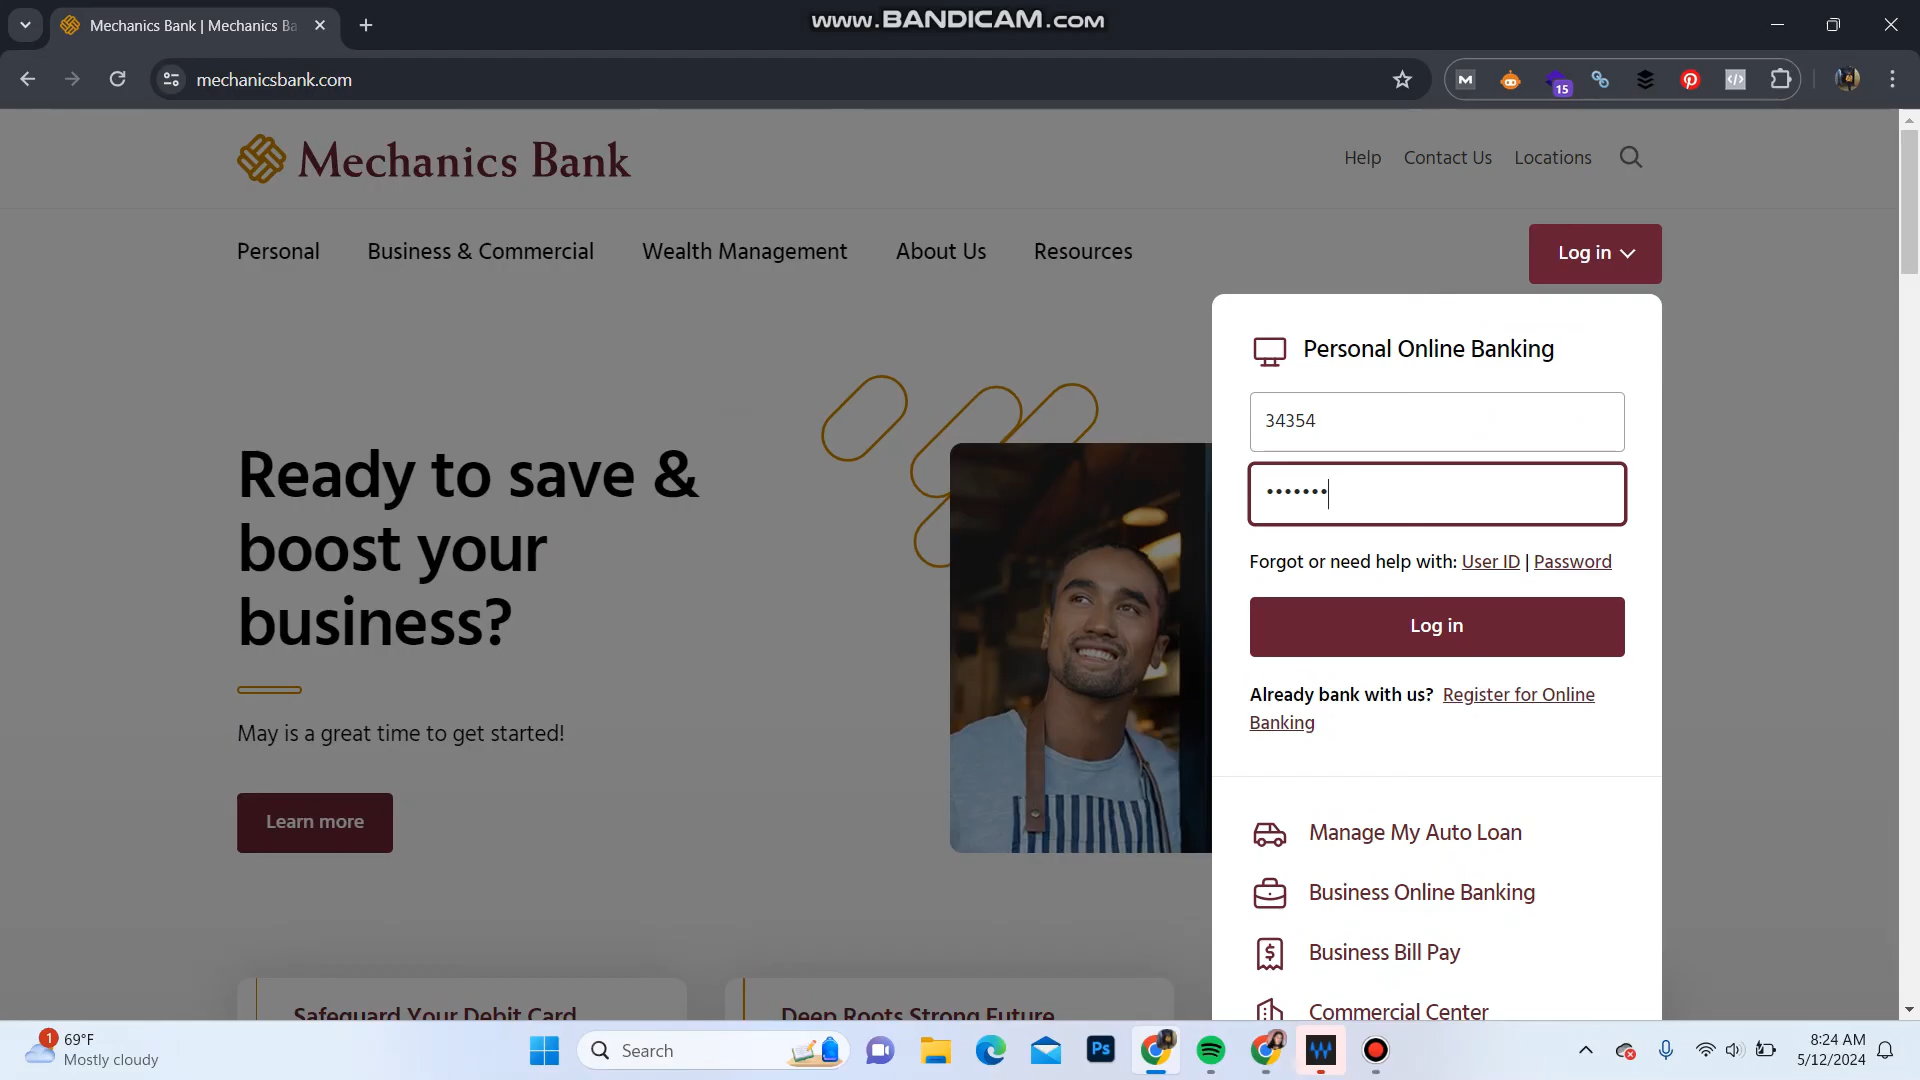 Mechanics Bank | Mechanics Ba
www.BANDICAM.com
mechanicsbank.com
15
Mechanics Bank
Help
Contact Us
Locations
Personal
Business & Commercial
Wealth Management
About Us
Resources
Log in
Personal Online Banking
34354
•••••••
Forgot or need help with: User ID | Password
Log in
Already bank with us? Register for Online
Banking
Ready to save &
boost your
business?
May is a great time to get started!
Learn more
Manage My Auto Loan
Business Online Banking
Business Bill Pay
Commercial Center
Safeguard Your Debit Card
Deep Roots Strong Future
1
69°F
Mostly cloudy
Search
Ps
8:24 AM
5/12/2024